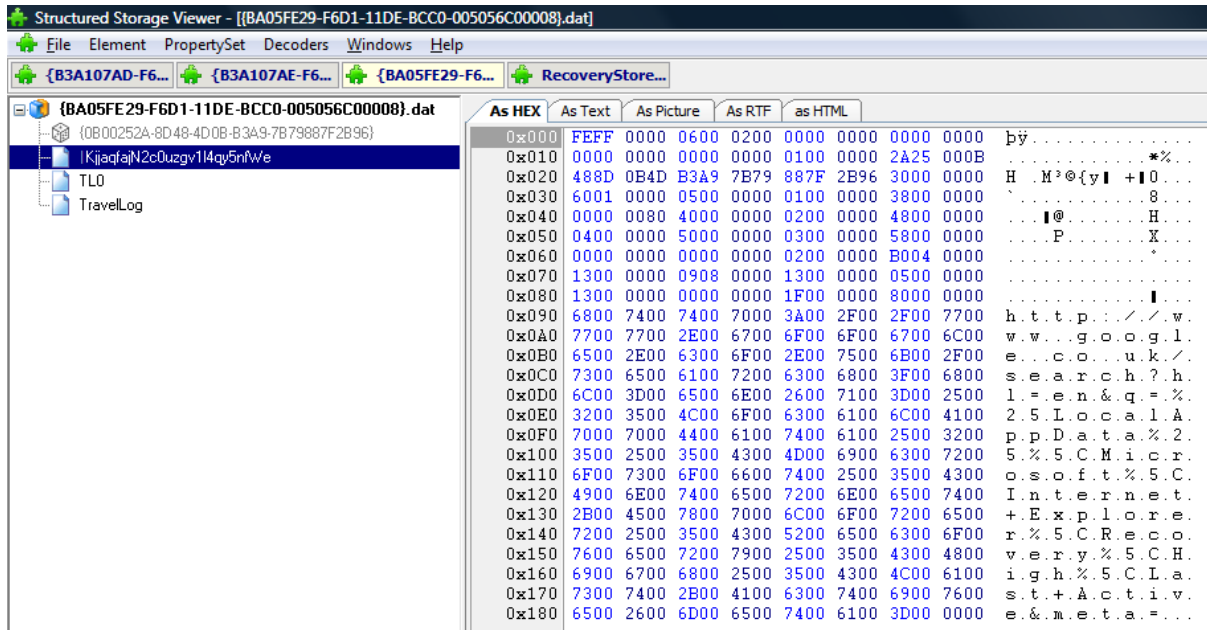 Structured Storage Viewer - [{BA05FE29-F6D1-11DE-BCC0-005056C00008}.dat]
File Element PropertySet Decoders Windows Help
{B3A107AD-F6... {B3A107AE-F6... {BA05FE29-F6... RecoveryStore...
{BA05FE29-F6D1-11DE-BCC0-005056C00008}.dat
{0B00252A-8D48-4D0B-B3A9-7B79887F2B96}
TL0
TravelLog
As HEX As Text As Picture As RTF as HTML
0x000 FEFF 0000 0600 0200 0000 0000 0000 0000 þÿ..............
0x010 0000 0000 0000 0000 0100 0000 2A25 000B ............*%..
0x020 488D 0B4D B3A9 7B79 887F 2B96 3000 0000 H .M³©{y▮ +▮0...
0x030 6001 0000 0500 0000 0100 0000 3800 0000 `...........8...
0x040 0000 0080 4000 0000 0200 0000 4800 0000 ...▮@.......H...
0x050 0400 0000 5000 0000 0300 0000 5800 0000 ....P.......X...
0x060 0000 0000 0000 0000 0200 0000 B004 0000 ............°...
0x070 1300 0000 0908 0000 1300 0000 0500 0000 ................
0x080 1300 0000 0000 0000 1F00 0000 8000 0000 ............▮...
0x090 6800 7400 7400 7000 3A00 2F00 2F00 7700 h.t.t.p.:././.w.
0x0A0 7700 7700 2E00 6700 6F00 6F00 6700 6C00 w.w...g.o.o.g.l.
0x0B0 6500 2E00 6300 6F00 2E00 7500 6B00 2F00 e...c.o...u.k./.
0x0C0 7300 6500 6100 7200 6300 6800 3F00 6800 s.e.a.r.c.h.?.h.
0x0D0 6C00 3D00 6500 6E00 2600 7100 3D00 2500 l.=.e.n.&.q.=.%.
0x0E0 3200 3500 4C00 6F00 6300 6100 6C00 4100 2.5.L.o.c.a.l.A.
0x0F0 7000 7000 4400 6100 7400 6100 2500 3200 p.p.D.a.t.a.%.2.
0x100 3500 2500 3500 4300 4D00 6900 6300 7200 5.%.5.C.M.i.c.r.
0x110 6F00 7300 6F00 6600 7400 2500 3500 4300 o.s.o.f.t.%.5.C.
0x120 4900 6E00 7400 6500 7200 6E00 6500 7400 I.n.t.e.r.n.e.t.
0x130 2B00 4500 7800 7000 6C00 6F00 7200 6500 +.E.x.p.l.o.r.e.
0x140 7200 2500 3500 4300 5200 6500 6300 6F00 r.%.5.C.R.e.c.o.
0x150 7600 6500 7200 7900 2500 3500 4300 4800 v.e.r.y.%.5.C.H.
0x160 6900 6700 6800 2500 3500 4300 4C00 6100 i.g.h.%.5.C.L.a.
0x170 7300 7400 2B00 4100 6300 7400 6900 7600 s.t.+.A.c.t.i.v.
0x180 6500 2600 6D00 6500 7400 6100 3D00 0000 e.&.m.e.t.a.=...